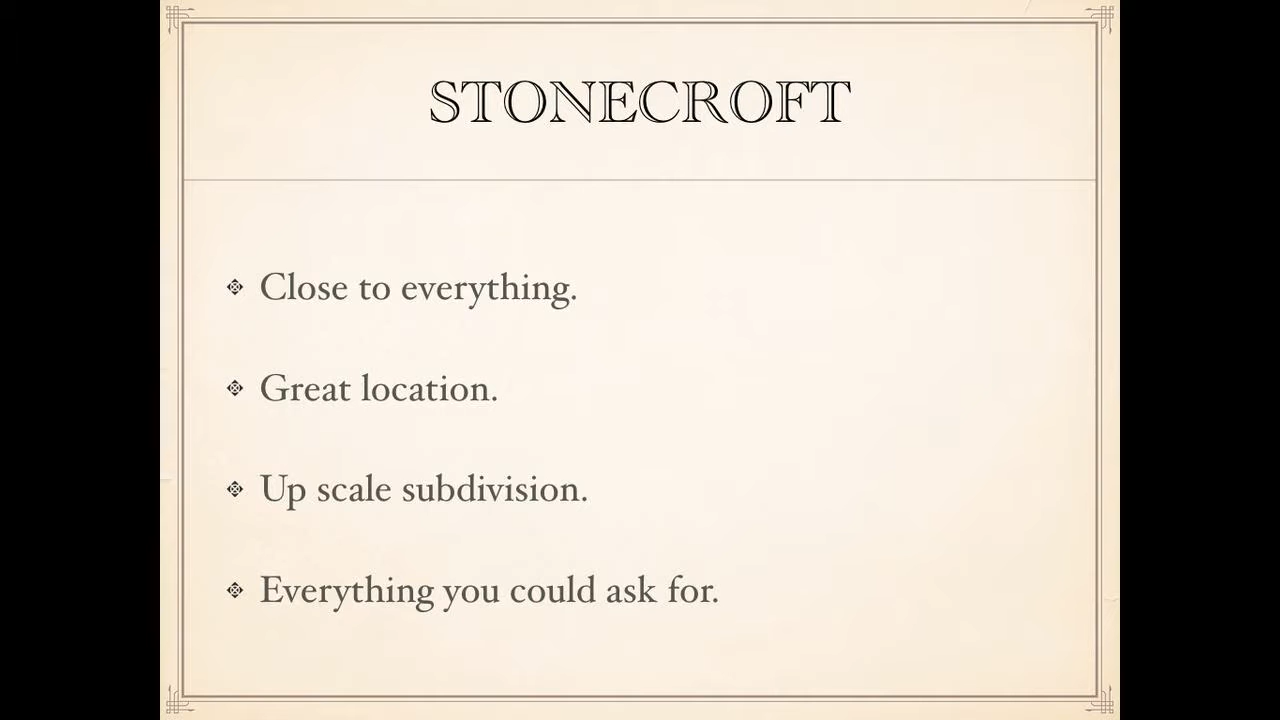 STONECROFT
Close to everything.
Great location.
Up scale subdivision.
Everything you could ask for.